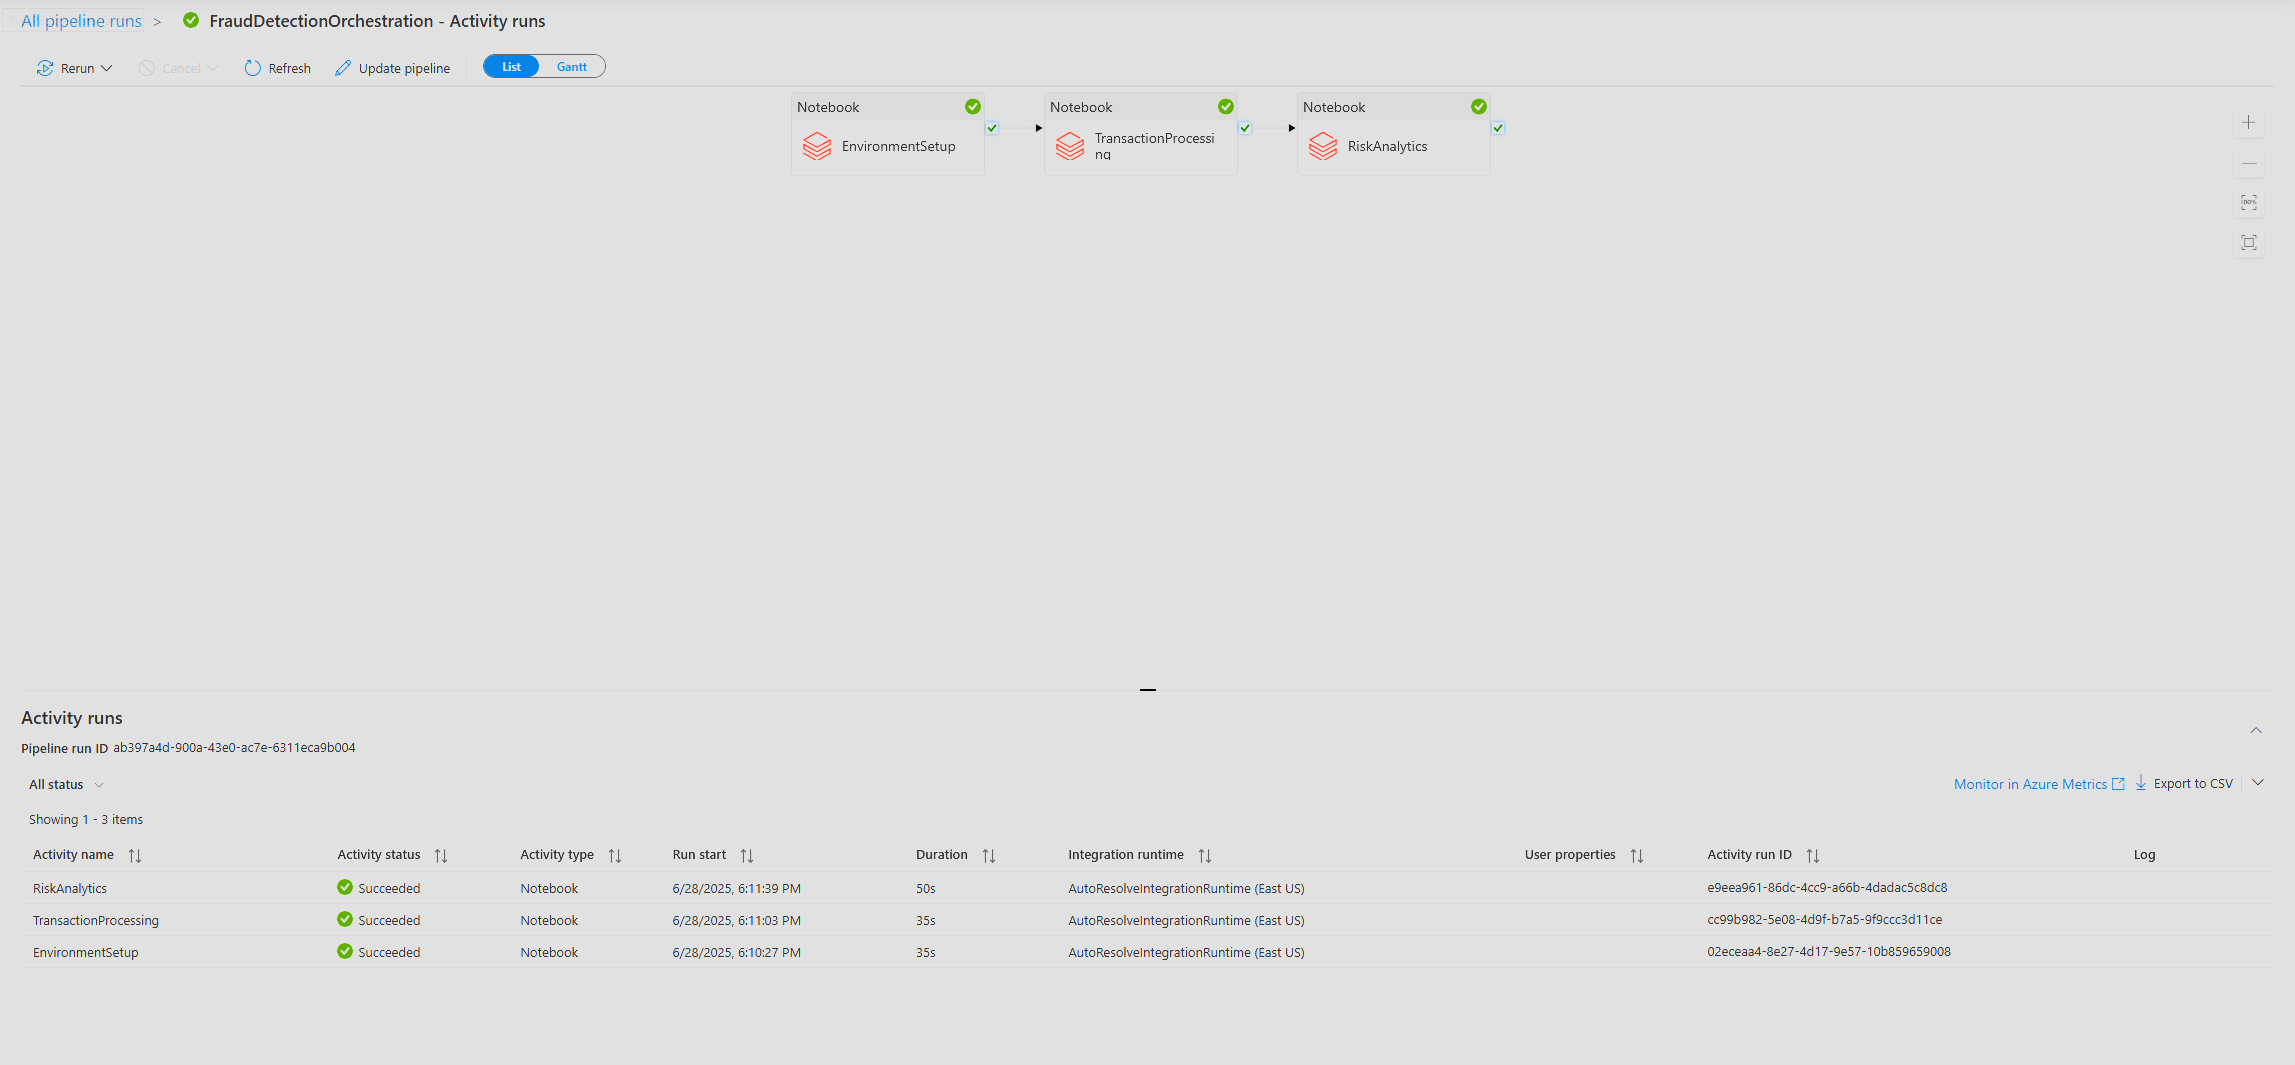 All pipeline runs > FraudDetectionOrchestration - Activity runs
Rerun Cancel Refresh Update pipeline List Gantt
Notebook Notebook Notebook
EnvironmentSetup TransactionProcessi RiskAnalytics
ng
100%
Activity runs
Pipeline run ID ab397a4d-900a-43e0-ac7e-6311eca9b004
All status Monitor in Azure Metrics Export to CSV
Showing 1 - 3 items
Activity name Activity status Activity type Run start Duration Integration runtime User properties Activity run ID Log
RiskAnalytics Succeeded Notebook 6/28/2025, 6:11:39 PM 50s AutoResolveIntegrationRuntime (East US) e9eea961-86dc-4cc9-a66b-4dadac5c8dc8
TransactionProcessing Succeeded Notebook 6/28/2025, 6:11:03 PM 35s AutoResolveIntegrationRuntime (East US) cc99b982-5e08-4d9f-b7a5-9f9ccc3d11ce
EnvironmentSetup Succeeded Notebook 6/28/2025, 6:10:27 PM 35s AutoResolveIntegrationRuntime (East US) 02eceaa4-8e27-4d17-9e57-10b859659008